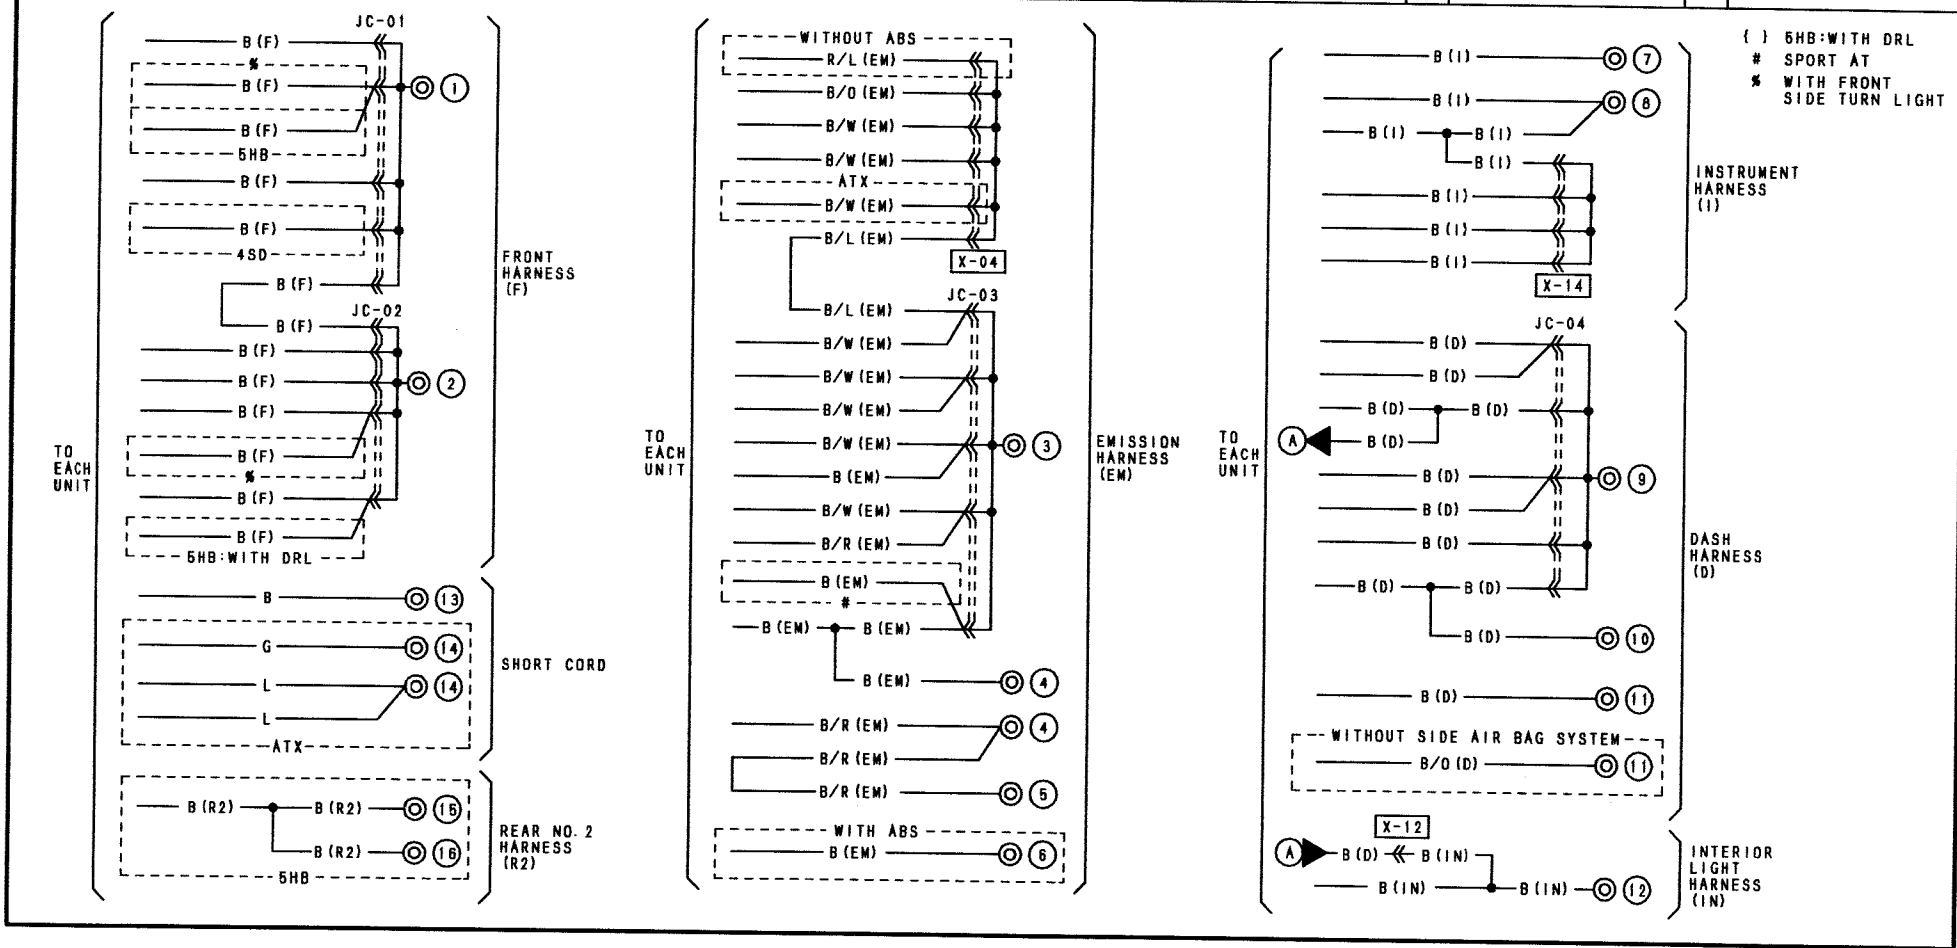 JC-01
B (F)
%
B (F)
B (F)
5HB
B (F)
B (F)
4SD
B (F)
JC-02
B (F)
B (F)
B (F)
B (F)
B (F)
%
B (F)
B (F)
5HB:WITH DRL
1
2
TO
EACH
UNIT
FRONT
HARNESS
(F)
B
13
G
14
L
14
L
ATX
SHORT CORD
B (R2)
B (R2)
15
B (R2)
16
5HB
REAR NO. 2
HARNESS
(R2)
WITHOUT ABS
R/L (EM)
B/O (EM)
B/W (EM)
B/W (EM)
ATX
B/W (EM)
B/L (EM)
X-04
JC-03
B/L (EM)
B/W (EM)
B/W (EM)
B/W (EM)
B/W (EM)
3
B (EM)
B/W (EM)
B/R (EM)
B (EM)
#
B (EM)
B (EM)
B (EM)
4
B/R (EM)
4
B/R (EM)
B/R (EM)
5
WITH ABS
B (EM)
6
TO
EACH
UNIT
EMISSION
HARNESS
(EM)
{ } 5HB:WITH DRL
# SPORT AT
% WITH FRONT
SIDE TURN LIGHT
B (I)
7
B (I)
8
B (I)
B (I)
B (I)
B (I)
B (I)
B (I)
X-14
INSTRUMENT
HARNESS
(I)
JC-04
B (D)
B (D)
B (D)
B (D)
A
B (D)
B (D)
9
B (D)
B (D)
B (D)
B (D)
B (D)
10
B (D)
11
WITHOUT SIDE AIR BAG SYSTEM
B/O (D)
11
TO
EACH
UNIT
DASH
HARNESS
(D)
X-12
A
B (D)
B (IN)
B (IN)
B (IN)
12
INTERIOR
LIGHT
HARNESS
(IN)